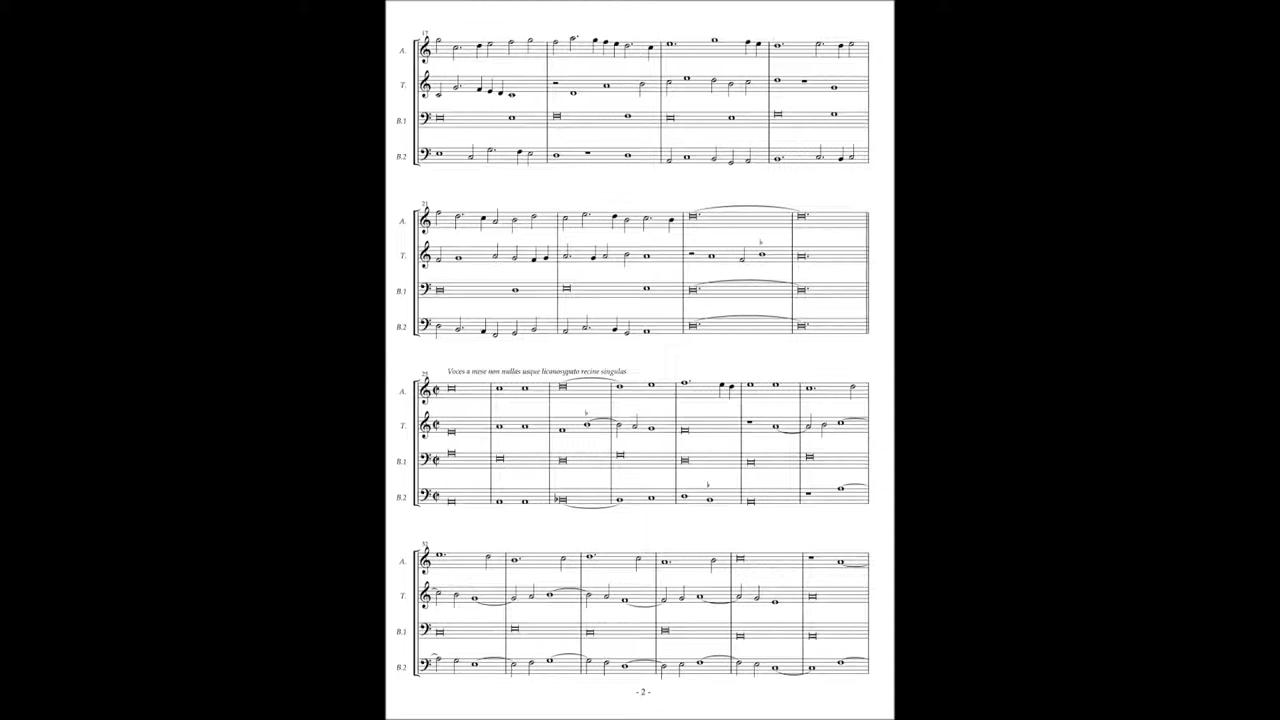 17
A.
T.
B.1
B.2
21
A.
T.
B.1
B.2
Voces a mese non nullas usque licanosypato recine singulas
25
A.
T.
B.1
B.2
32
A.
T.
B.1
B.2
- 2 -